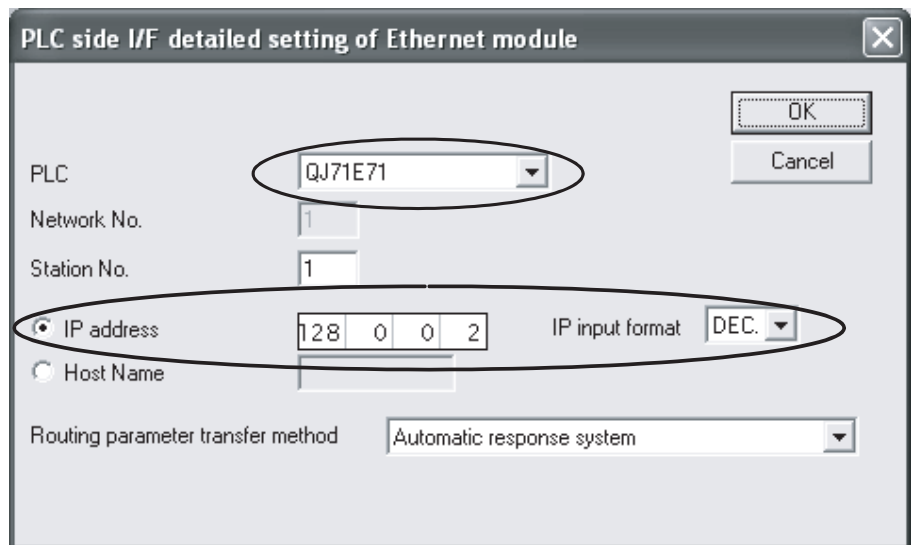 PLC side I/F detailed setting of Ethernet module
OK
PLC QJ71E71 Cancel
Network No. 1
Station No. 1
IP address 128 0 0 2 IP input format DEC.
Host Name
Routing parameter transfer method Automatic response system